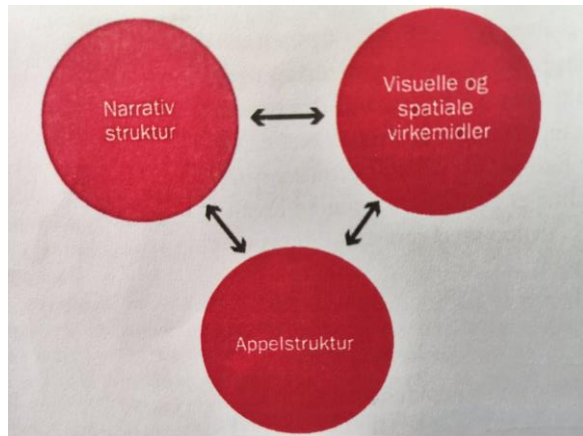 Narrativ
struktur
Visuelle og
spatiale
virkemidler
Appelstruktur